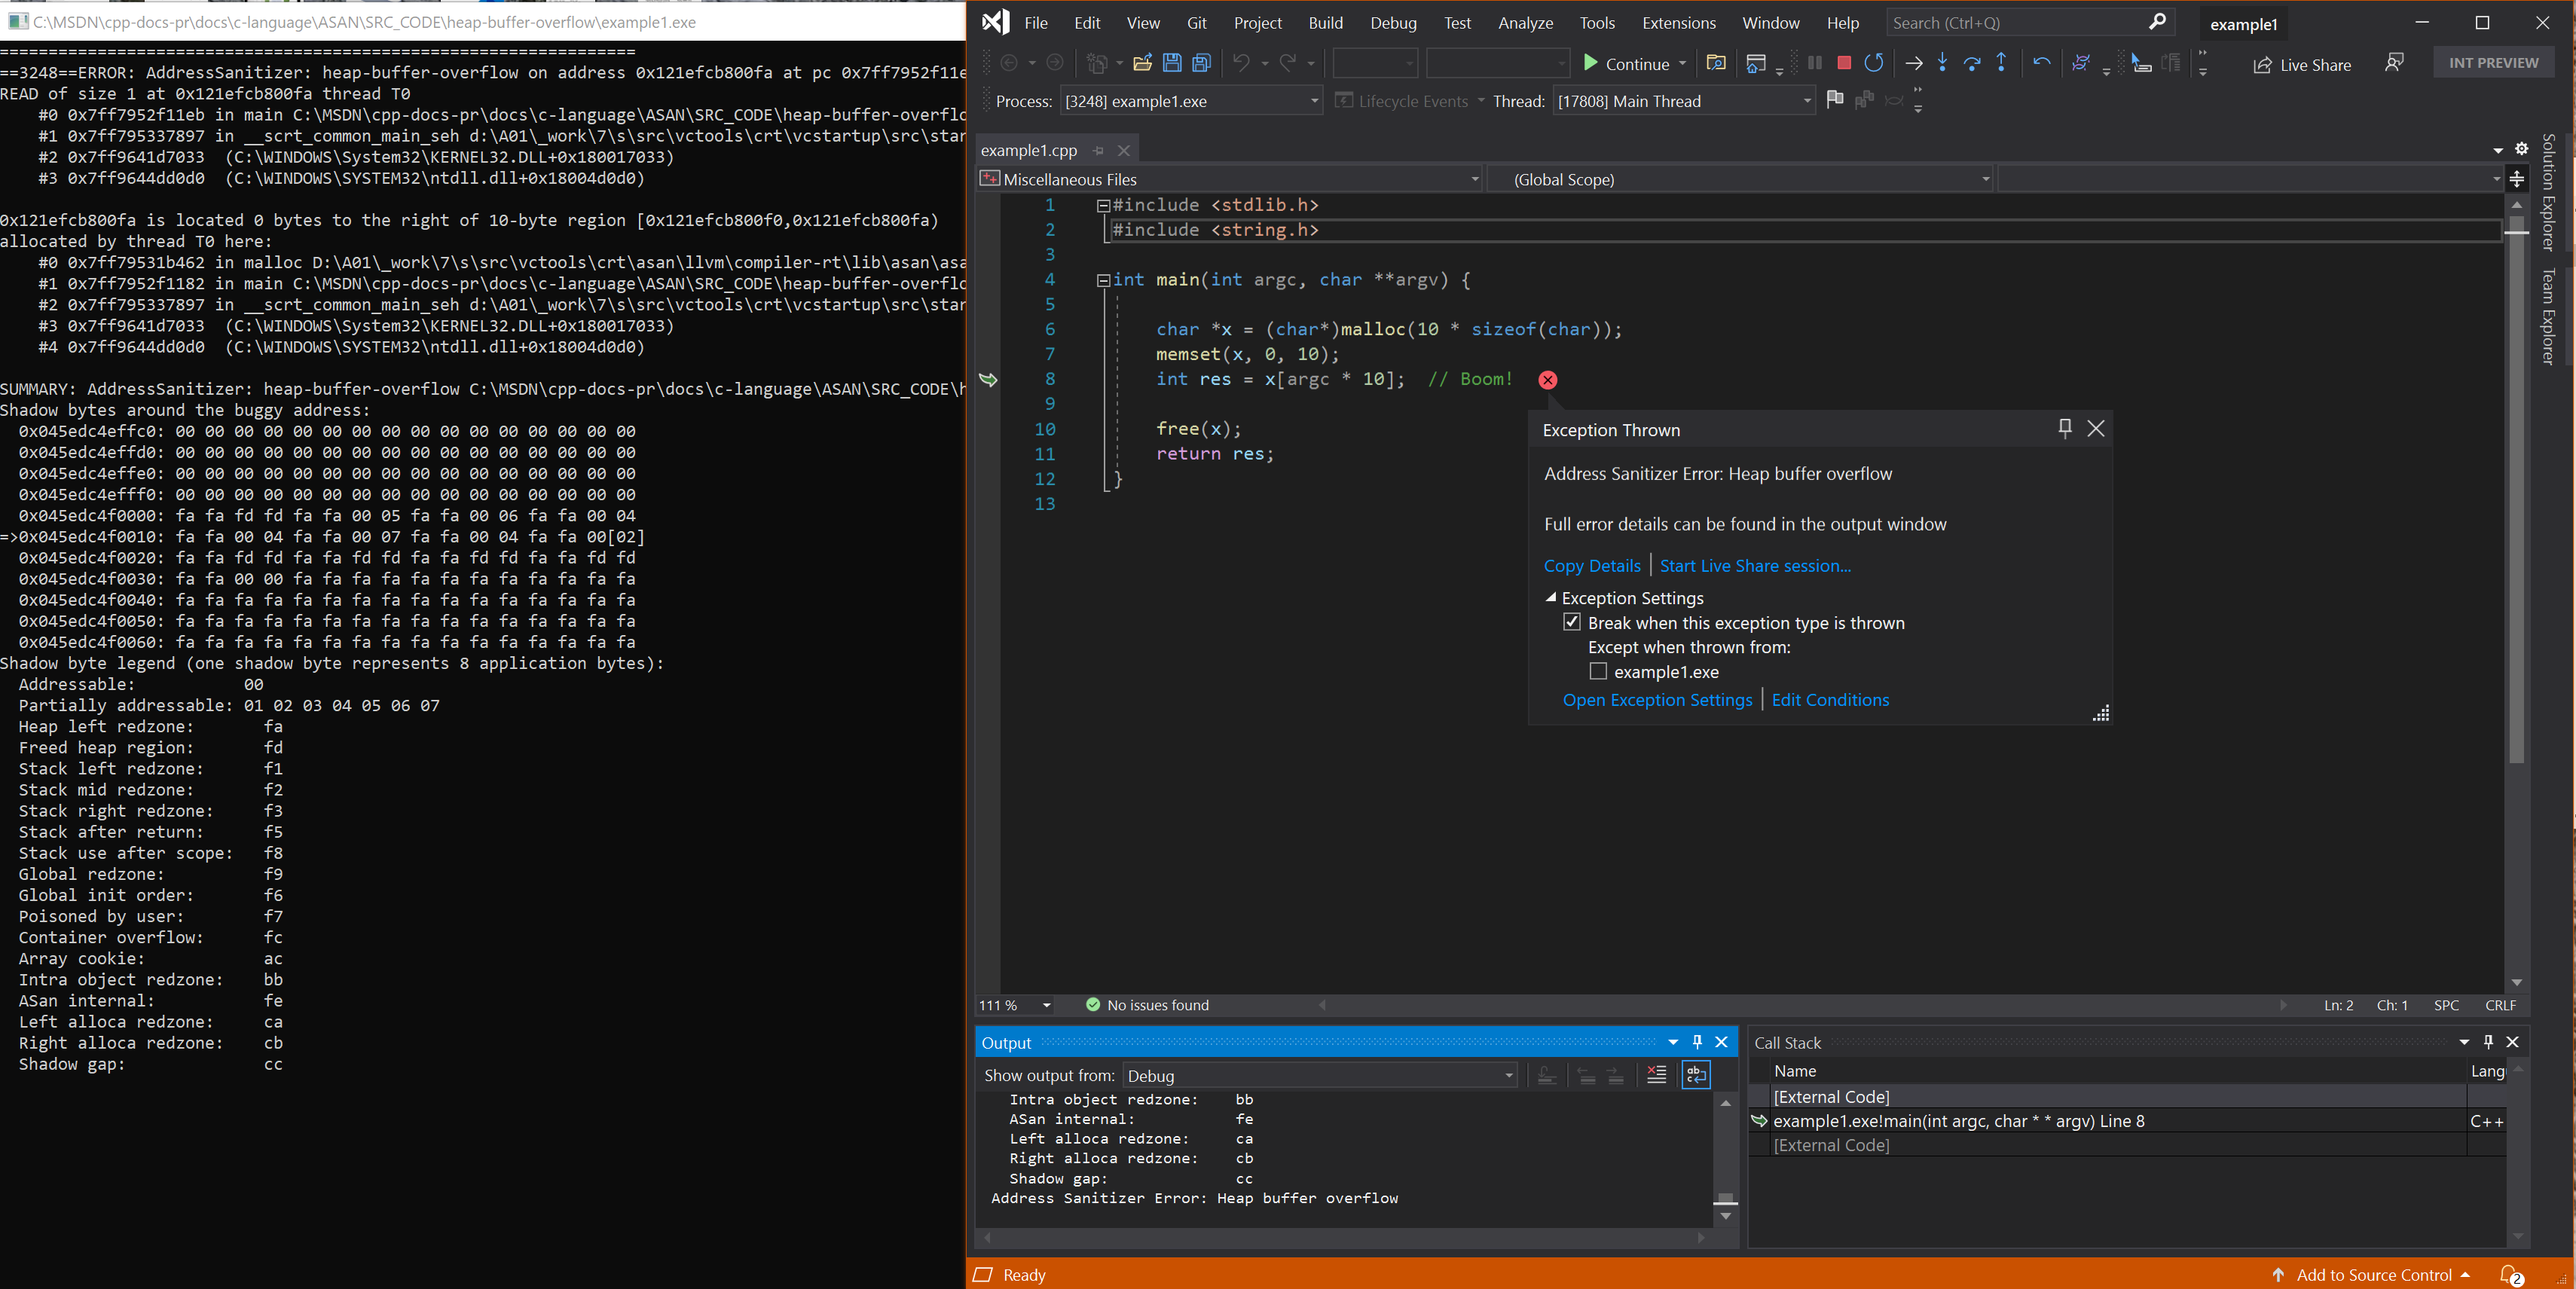 C:\MSDN\cpp-docs-pr\docs\c-language\ASAN\SRC_CODE\heap-buffer-overflow\example1.exe
=================================================================
==3248==ERROR: AddressSanitizer: heap-buffer-overflow on address 0x121efcb800fa at pc 0x7ff7952f11e
READ of size 1 at 0x121efcb800fa thread T0
    #0 0x7ff7952f11eb in main C:\MSDN\cpp-docs-pr\docs\c-language\ASAN\SRC_CODE\heap-buffer-overflo
    #1 0x7ff795337897 in __scrt_common_main_seh d:\A01\_work\7\s\src\vctools\crt\vcstartup\src\star
    #2 0x7ff9641d7033  (C:\WINDOWS\System32\KERNEL32.DLL+0x180017033)
    #3 0x7ff9644dd0d0  (C:\WINDOWS\SYSTEM32\ntdll.dll+0x18004d0d0)
0x121efcb800fa is located 0 bytes to the right of 10-byte region [0x121efcb800f0,0x121efcb800fa)
allocated by thread T0 here:
    #0 0x7ff79531b462 in malloc D:\A01\_work\7\s\src\vctools\crt\asan\llvm\compiler-rt\lib\asan\asa
    #1 0x7ff7952f1182 in main C:\MSDN\cpp-docs-pr\docs\c-language\ASAN\SRC_CODE\heap-buffer-overflo
    #2 0x7ff795337897 in __scrt_common_main_seh d:\A01\_work\7\s\src\vctools\crt\vcstartup\src\star
    #3 0x7ff9641d7033  (C:\WINDOWS\System32\KERNEL32.DLL+0x180017033)
    #4 0x7ff9644dd0d0  (C:\WINDOWS\SYSTEM32\ntdll.dll+0x18004d0d0)
SUMMARY: AddressSanitizer: heap-buffer-overflow C:\MSDN\cpp-docs-pr\docs\c-language\ASAN\SRC_CODE\h
Shadow bytes around the buggy address:
  0x045edc4effc0: 00 00 00 00 00 00 00 00 00 00 00 00 00 00 00 00
  0x045edc4effd0: 00 00 00 00 00 00 00 00 00 00 00 00 00 00 00 00
  0x045edc4effe0: 00 00 00 00 00 00 00 00 00 00 00 00 00 00 00 00
  0x045edc4efff0: 00 00 00 00 00 00 00 00 00 00 00 00 00 00 00 00
  0x045edc4f0000: fa fa fd fd fa fa 00 05 fa fa 00 06 fa fa 00 04
=>0x045edc4f0010: fa fa 00 04 fa fa 00 07 fa fa 00 04 fa fa 00[02]
  0x045edc4f0020: fa fa fd fd fa fa fd fd fa fa fd fd fa fa fd fd
  0x045edc4f0030: fa fa 00 00 fa fa fa fa fa fa fa fa fa fa fa fa
  0x045edc4f0040: fa fa fa fa fa fa fa fa fa fa fa fa fa fa fa fa
  0x045edc4f0050: fa fa fa fa fa fa fa fa fa fa fa fa fa fa fa fa
  0x045edc4f0060: fa fa fa fa fa fa fa fa fa fa fa fa fa fa fa fa
Shadow byte legend (one shadow byte represents 8 application bytes):
  Addressable:           00
  Partially addressable: 01 02 03 04 05 06 07
  Heap left redzone:       fa
  Freed heap region:       fd
  Stack left redzone:      f1
  Stack mid redzone:       f2
  Stack right redzone:     f3
  Stack after return:      f5
  Stack use after scope:   f8
  Global redzone:          f9
  Global init order:       f6
  Poisoned by user:        f7
  Container overflow:      fc
  Array cookie:            ac
  Intra object redzone:    bb
  ASan internal:           fe
  Left alloca redzone:     ca
  Right alloca redzone:    cb
  Shadow gap:              cc
File Edit View Git Project Build Debug Test Analyze Tools Extensions Window Help Search (Ctrl+Q) example1
Continue Live Share INT PREVIEW
Process: [3248] example1.exe Lifecycle Events Thread: [17808] Main Thread
example1.cpp
Miscellaneous Files (Global Scope)
1 #include <stdlib.h>
2 #include <string.h>
3
4 int main(int argc, char **argv) {
5
6     char *x = (char*)malloc(10 * sizeof(char));
7     memset(x, 0, 10);
8     int res = x[argc * 10];  // Boom!
9
10     free(x);
11     return res;
12 }
13
Exception Thrown
Address Sanitizer Error: Heap buffer overflow
Full error details can be found in the output window
Copy Details | Start Live Share session...
Exception Settings
Break when this exception type is thrown
Except when thrown from:
example1.exe
Open Exception Settings | Edit Conditions
Solution Explorer
Team Explorer
111 % No issues found Ln: 2 Ch: 1 SPC CRLF
Output
Show output from: Debug
Intra object redzone:    bb
ASan internal:           fe
Left alloca redzone:     ca
Right alloca redzone:    cb
Shadow gap:              cc
Address Sanitizer Error: Heap buffer overflow
Call Stack
Name Lang
[External Code]
example1.exe!main(int argc, char * * argv) Line 8 C++
[External Code]
Ready Add to Source Control 2